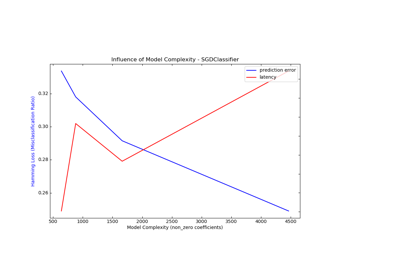 Influence of Model Complexity - SGDClassifier
prediction error
latency
Hamming Loss (Misclassification Ratio)
0.32
0.30
0.28
0.26
500 1000 1500 2000 2500 3000 3500 4000 4500
Model Complexity (non_zero coefficients)